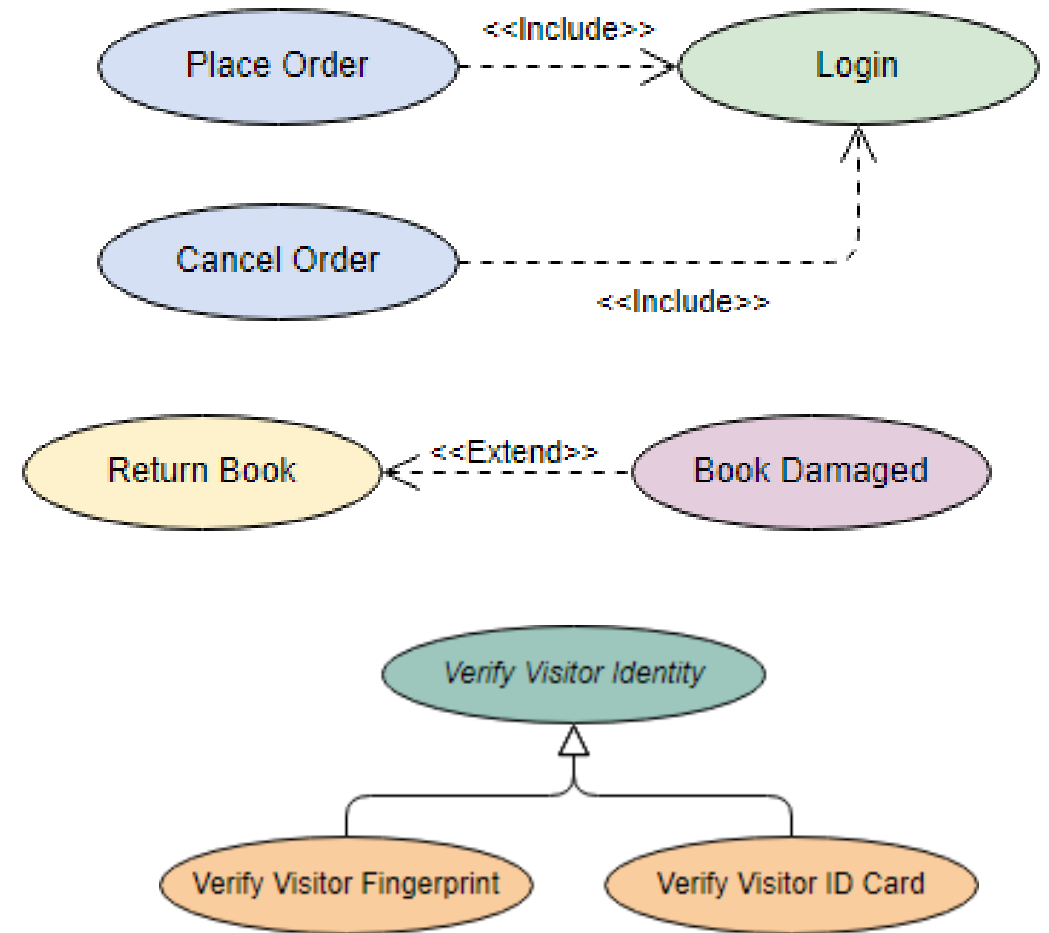 <<Include>>
Place Order
Login
Cancel Order
<<Include>>
<<Extend>>
Return Book
Book Damaged
Verify Visitor Identity
Verify Visitor Fingerprint
Verify Visitor ID Card